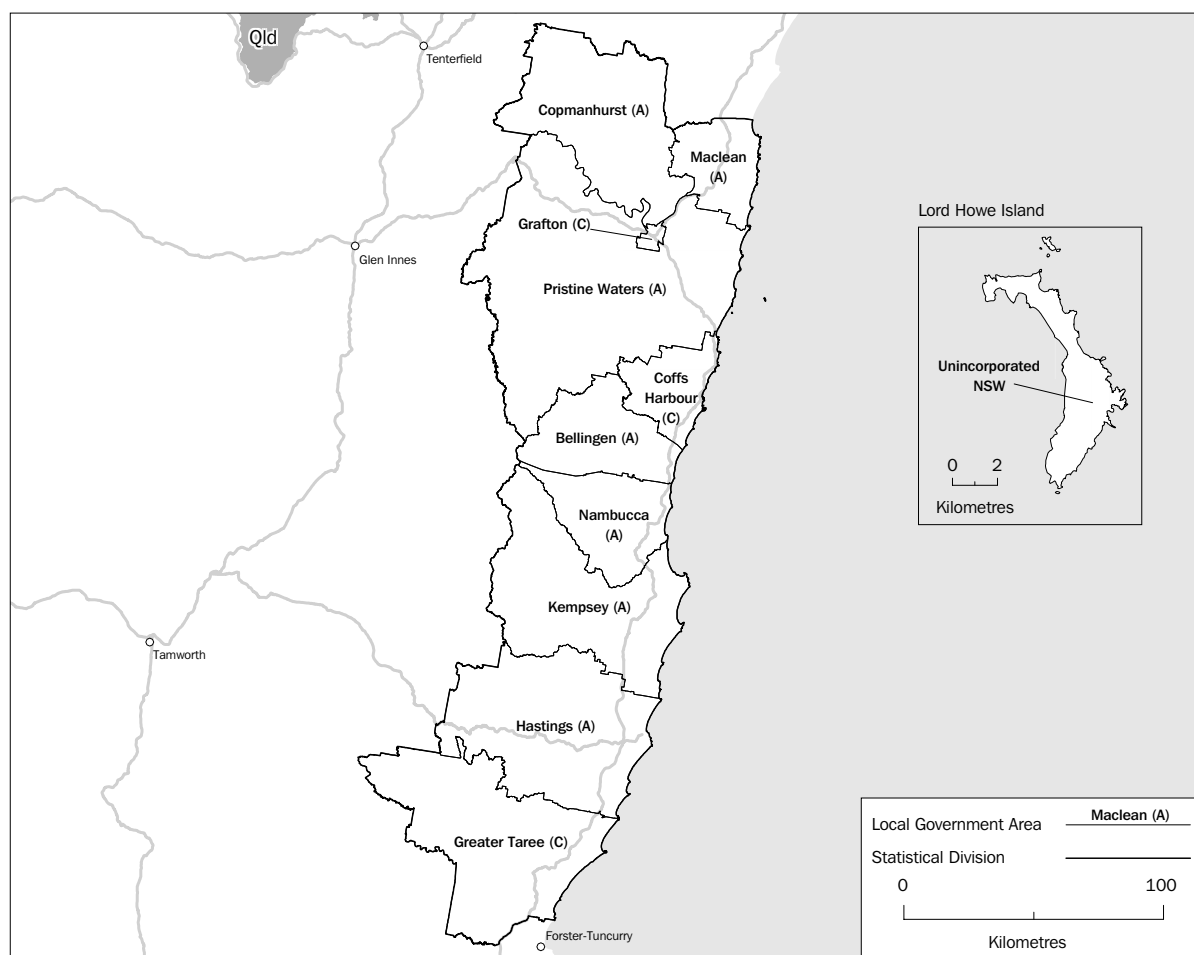 Qld
Tenterfield
Copmanhurst (A)
Maclean
(A)
Grafton (C)
Glen Innes
Pristine Waters (A)
Lord Howe Island
Unincorporated
NSW
0 2
Kilometres
Coffs
Harbour
(C)
Bellingen (A)
Nambucca
(A)
Kempsey (A)
Tamworth
Hastings (A)
Greater Taree (C)
Forster-Tuncurry
Local Government Area Maclean (A)
Statistical Division
0 100
Kilometres